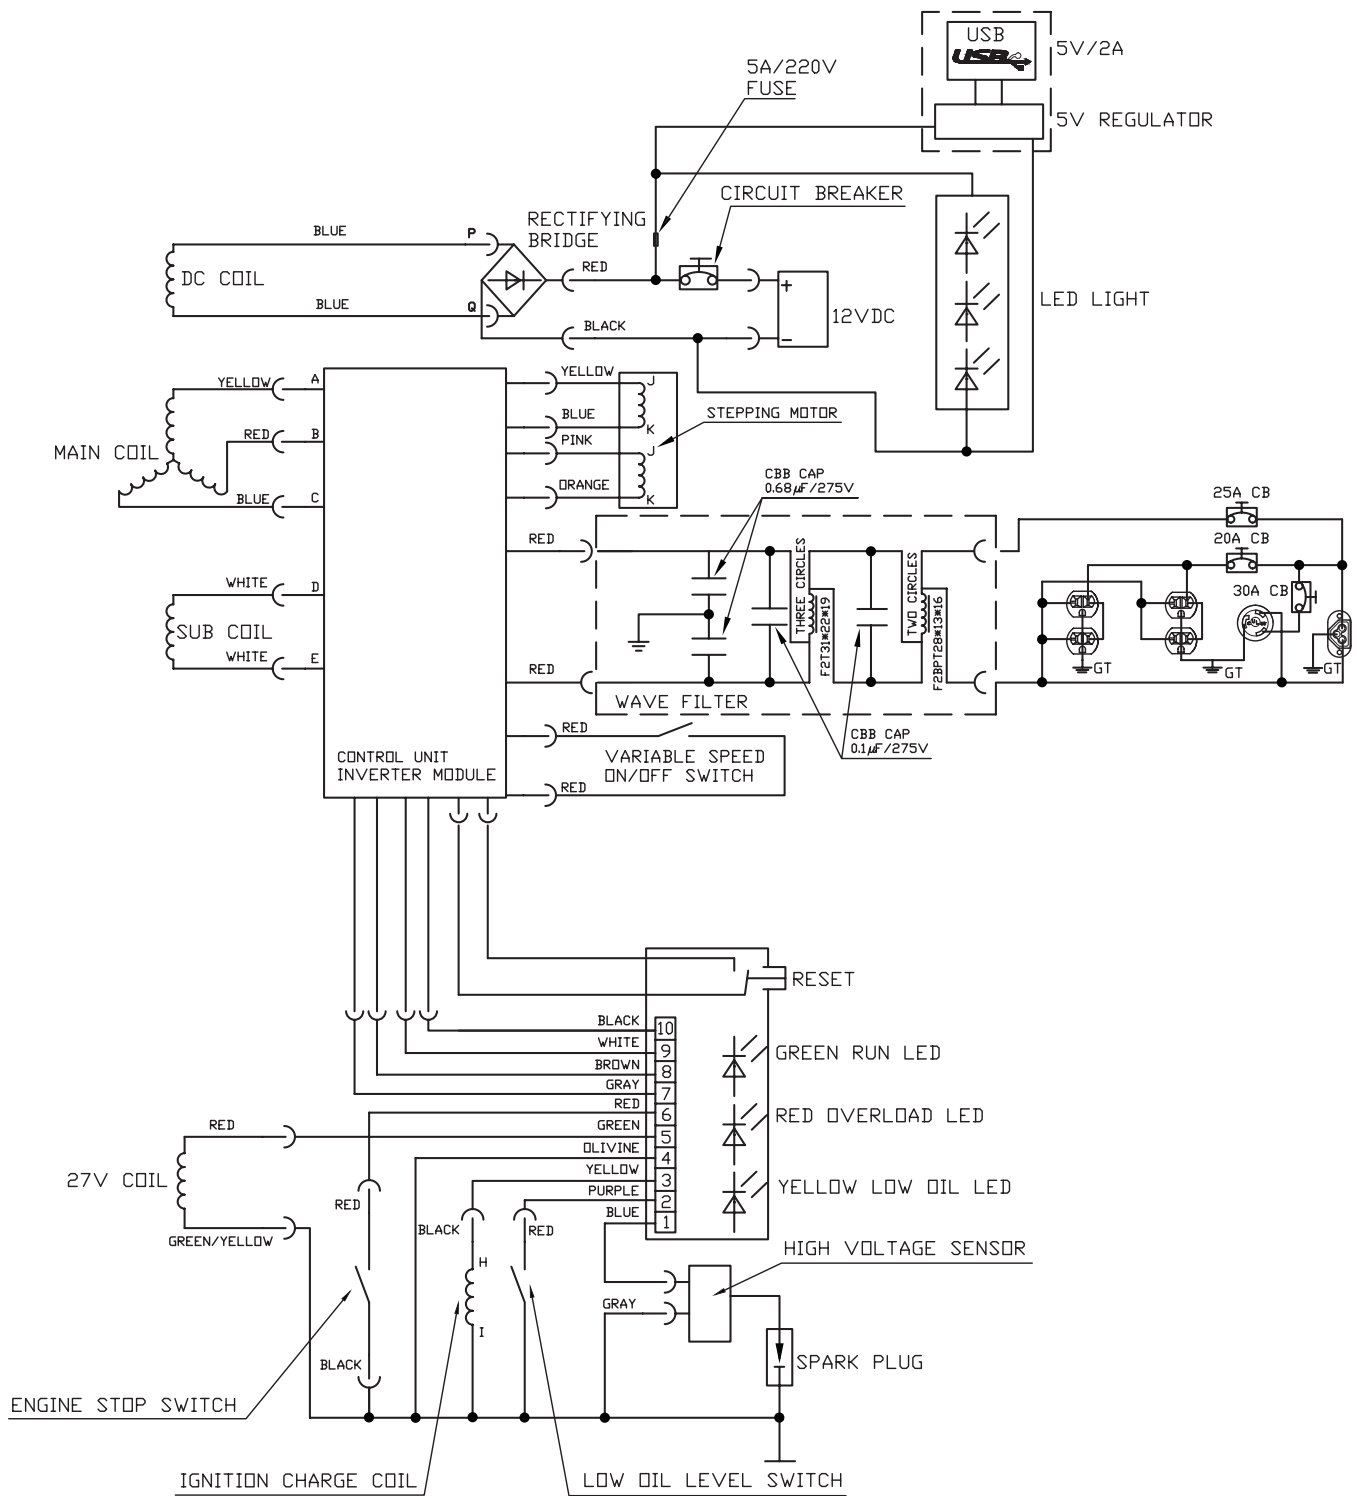 USB
USB
5V/2A
5A/220V
FUSE
5V REGULATOR
CIRCUIT BREAKER
RECTIFYING
BRIDGE
BLUE
P
RED
DC COIL
+
LED LIGHT
BLUE
Q
12VDC
BLACK
-
YELLOW
A
YELLOW
J
BLUE
K
STEPPING MOTOR
RED
B
PINK
J
MAIN COIL
ORANGE
K
BLUE
C
CBB CAP
0.68μF/275V
25A CB
RED
20A CB
THREE CIRCLES
F2T31*22*19
TWO CIRCLES
F2BPT28*13*16
30A CB
WHITE
D
SUB COIL
WHITE
E
RED
GT
GT
GT
WAVE FILTER
RED
CBB CAP
0.1μF/275V
VARIABLE SPEED
ON/OFF SWITCH
CONTROL UNIT
INVERTER MODULE
RED
RESET
BLACK
10
WHITE
9
GREEN RUN LED
BROWN
8
GRAY
7
RED
6
RED OVERLOAD LED
RED
GREEN
5
OLIVINE
4
27V COIL
YELLOW
3
YELLOW LOW OIL LED
PURPLE
2
BLUE
1
RED
BLACK
RED
GREEN/YELLOW
HIGH VOLTAGE SENSOR
H
GRAY
I
BLACK
SPARK PLUG
ENGINE STOP SWITCH
IGNITION CHARGE COIL
LOW OIL LEVEL SWITCH